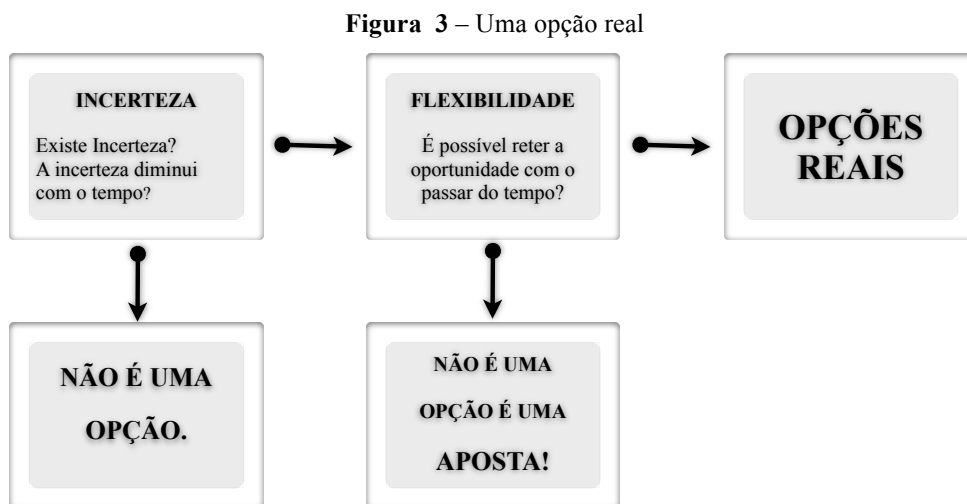 Figura 3 – Uma opção real
INCERTEZA
Existe Incerteza?
A incerteza diminui
com o tempo?
FLEXIBILIDADE
É possível reter a
oportunidade com o
passar do tempo?
OPÇÕES
REAIS
NÃO É UMA
OPÇÃO.
NÃO É UMA
OPÇÃO É UMA
APOSTA!